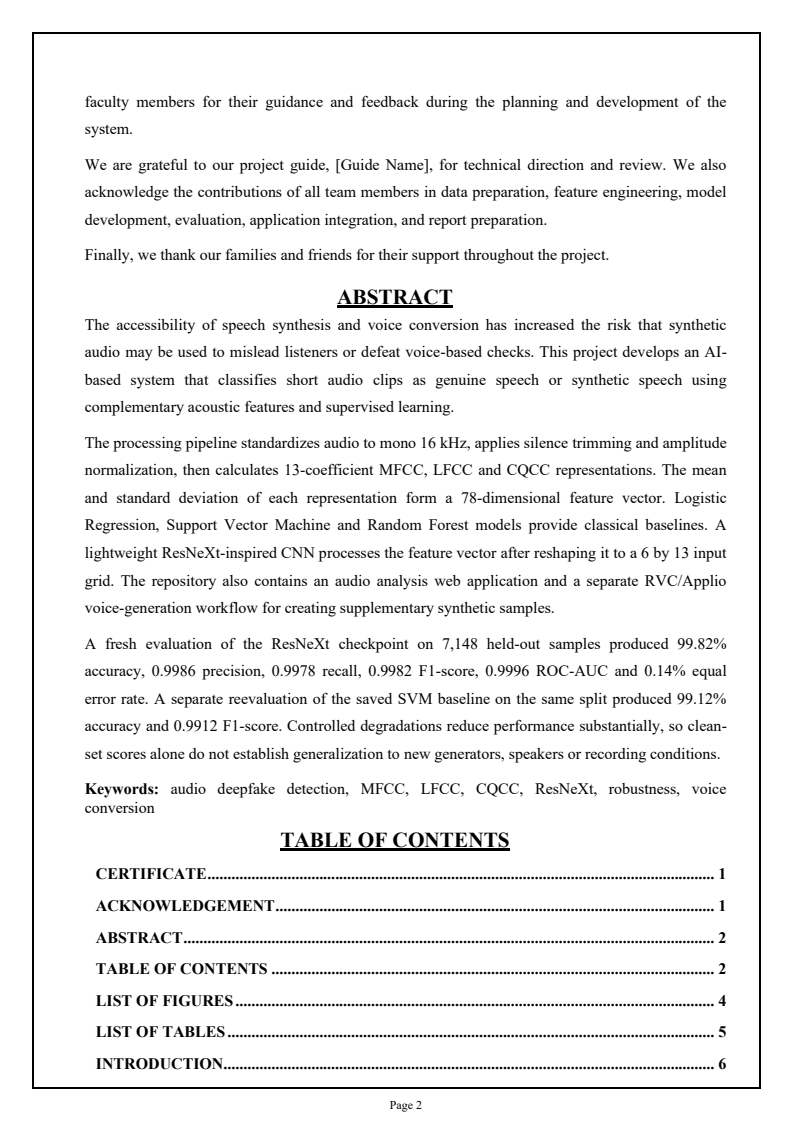 faculty members for their guidance and feedback during the planning and development of the
system.
We are grateful to our project guide, [Guide Name], for technical direction and review. We also
acknowledge the contributions of all team members in data preparation, feature engineering, model
development, evaluation, application integration, and report preparation.
Finally, we thank our families and friends for their support throughout the project.
ABSTRACT
The accessibility of speech synthesis and voice conversion has increased the risk that synthetic
audio may be used to mislead listeners or defeat voice-based checks. This project develops an AI-
based system that classifies short audio clips as genuine speech or synthetic speech using
complementary acoustic features and supervised learning.
The processing pipeline standardizes audio to mono 16 kHz, applies silence trimming and amplitude
normalization, then calculates 13-coefficient MFCC, LFCC and CQCC representations. The mean
and standard deviation of each representation form a 78-dimensional feature vector. Logistic
Regression, Support Vector Machine and Random Forest models provide classical baselines. A
lightweight ResNeXt-inspired CNN processes the feature vector after reshaping it to a 6 by 13 input
grid. The repository also contains an audio analysis web application and a separate RVC/Applio
voice-generation workflow for creating supplementary synthetic samples.
A fresh evaluation of the ResNeXt checkpoint on 7,148 held-out samples produced 99.82%
accuracy, 0.9986 precision, 0.9978 recall, 0.9982 F1-score, 0.9996 ROC-AUC and 0.14% equal
error rate. A separate reevaluation of the saved SVM baseline on the same split produced 99.12%
accuracy and 0.9912 F1-score. Controlled degradations reduce performance substantially, so clean-
set scores alone do not establish generalization to new generators, speakers or recording conditions.
Keywords: audio deepfake detection, MFCC, LFCC, CQCC, ResNeXt, robustness, voice
conversion
TABLE OF CONTENTS
CERTIFICATE.................................................................................................................. 1
ACKNOWLEDGEMENT.................................................................................................. 1
ABSTRACT....................................................................................................................... 2
TABLE OF CONTENTS .................................................................................................. 2
LIST OF FIGURES........................................................................................................... 4
LIST OF TABLES............................................................................................................. 5
INTRODUCTION.............................................................................................................. 6
Page 2